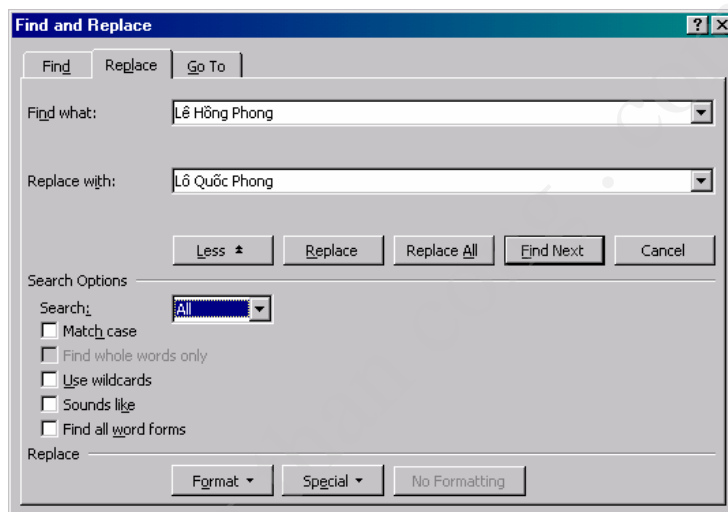 Find and Replace
Find Replace Go To
Find what: Lê Hồng Phong
Replace with: Lô Quốc Phong
Less Replace Replace All Find Next Cancel
Search Options
Search: All
Match case
Find whole words only
Use wildcards
Sounds like
Find all word forms
Replace
Format Special No Formatting